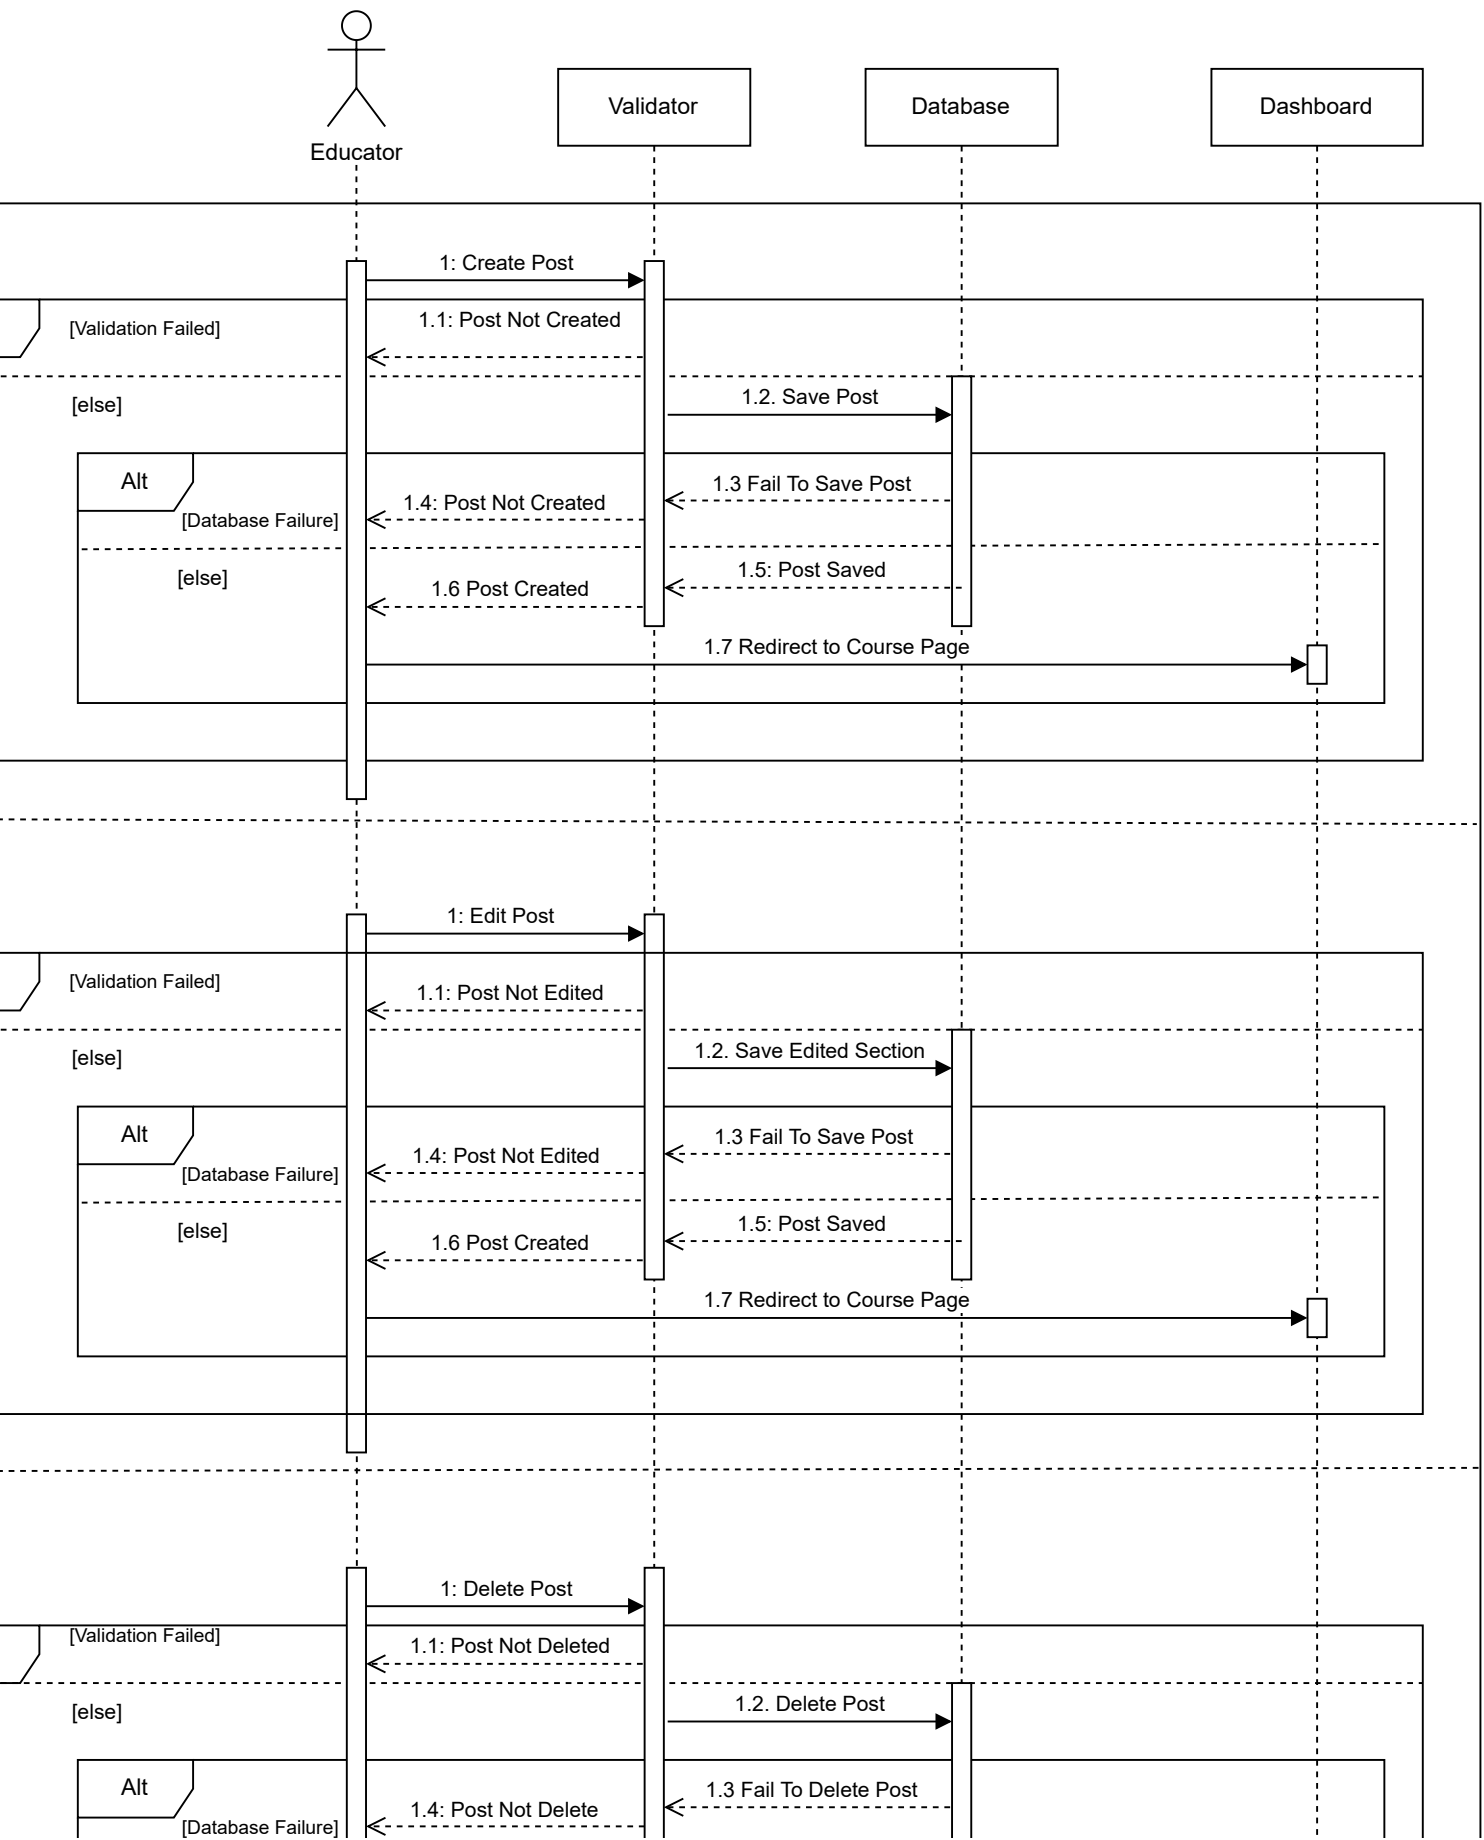 Educator
Validator
Database
Dashboard
1: Create Post
[Validation Failed]
1.1: Post Not Created
[else]
1.2. Save Post
Alt
1.3 Fail To Save Post
1.4: Post Not Created
[Database Failure]
1.5: Post Saved
[else]
1.6 Post Created
1.7 Redirect to Course Page
1: Edit Post
[Validation Failed]
1.1: Post Not Edited
[else]
1.2. Save Edited Section
Alt
1.3 Fail To Save Post
1.4: Post Not Edited
[Database Failure]
1.5: Post Saved
[else]
1.6 Post Created
1.7 Redirect to Course Page
1: Delete Post
[Validation Failed]
1.1: Post Not Deleted
[else]
1.2. Delete Post
Alt
1.3 Fail To Delete Post
1.4: Post Not Delete
[Database Failure]